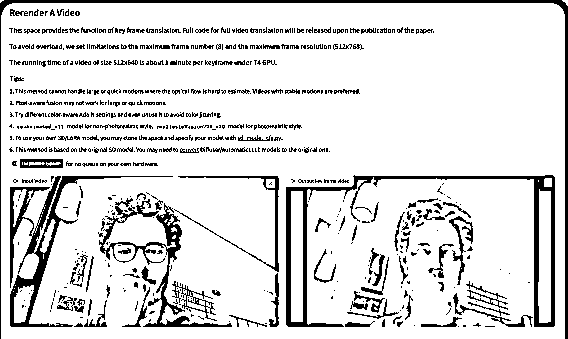 Rerender A Video
This space provides the function of key frame translation. Full code for full video translation will be released upon the publication of the paper.
To avoid overload, we set limitations to the maximum frame number (8) and the maximum frame resolution (512x768).
The running time of a video of size 512x640 is about 1 minute per keyframe under T4 GPU.
Tips:
1. This method cannot handle large or quick motions where the optical flow is hard to estimate. Videos with stable motions are preferred.
2. Pixel-aware fusion may not work for large or quick motions.
3. Try different color-aware AdaIN settings and even unuse it to avoid color jittering.
4. model for non-photorealistic style, model for photorealistic style.
5. To use your own SD/LoRA model, you may clone the space and specify your model with sd_model_cfg.py.
6. This method is based on the original SD model. You may need to convert Diffuser/Automatic1111 models to the original one.
for no queue on your own hardware.
Input Video
Output key frame video